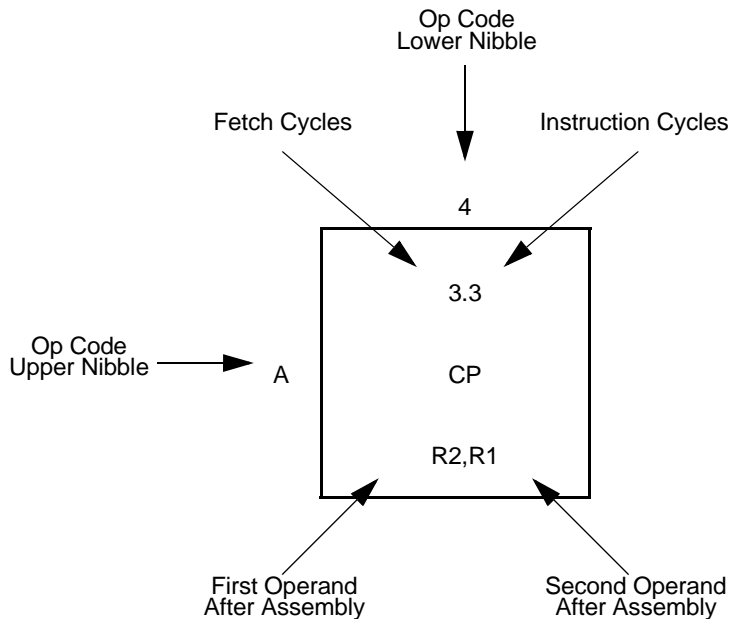 Op Code
Lower Nibble
Fetch Cycles
Instruction Cycles
4
3.3
Op Code
Upper Nibble
A
CP
R2,R1
First Operand
After Assembly
Second Operand
After Assembly